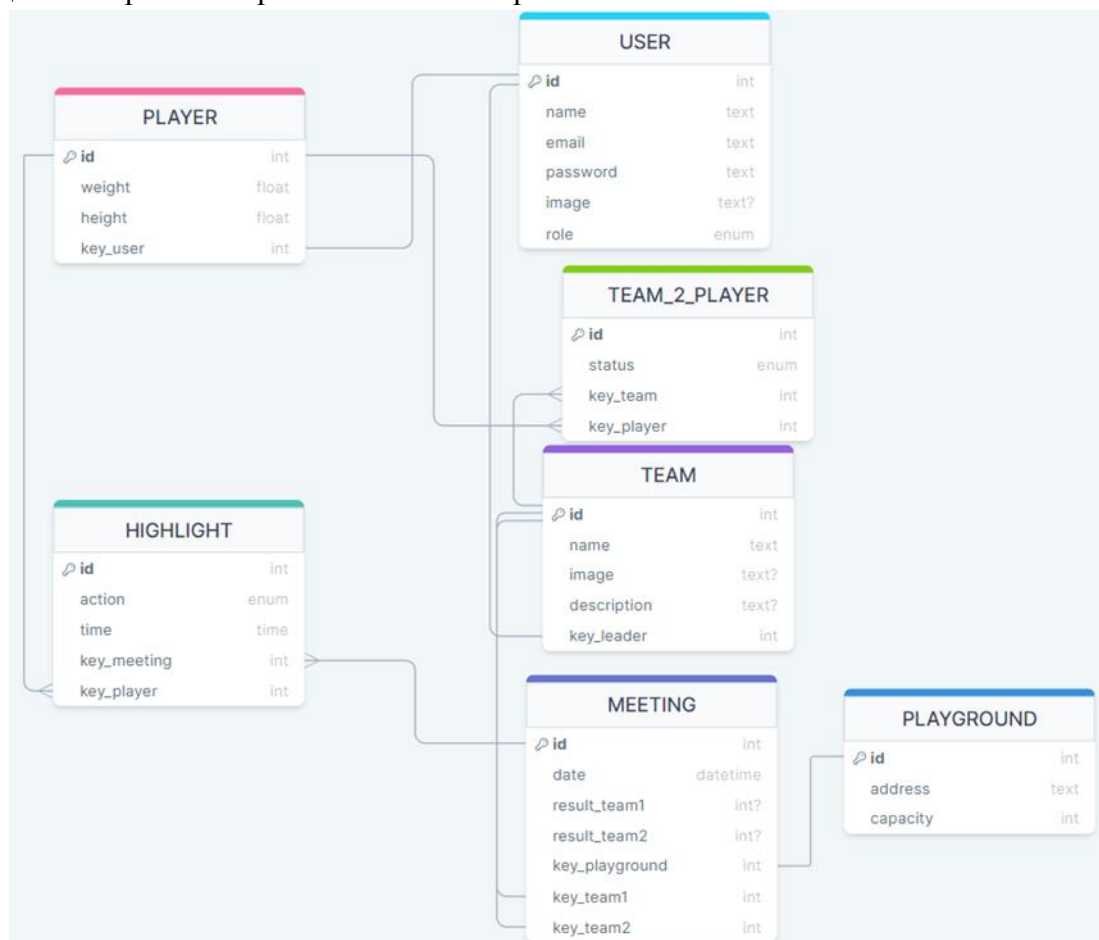 USER
id int
name text
email text
password text
image text?
role enum
PLAYER
id int
weight float
height float
key_user int
TEAM_2_PLAYER
id int
status enum
key_team int
key_player int
TEAM
id int
name text
image text?
description text?
key_leader int
HIGHLIGHT
id int
action enum
time time
key_meeting int
key_player int
MEETING
id int
date datetime
result_team1 int?
result_team2 int?
key_playground int
key_team1 int
key_team2 int
PLAYGROUND
id int
address text
capacity int